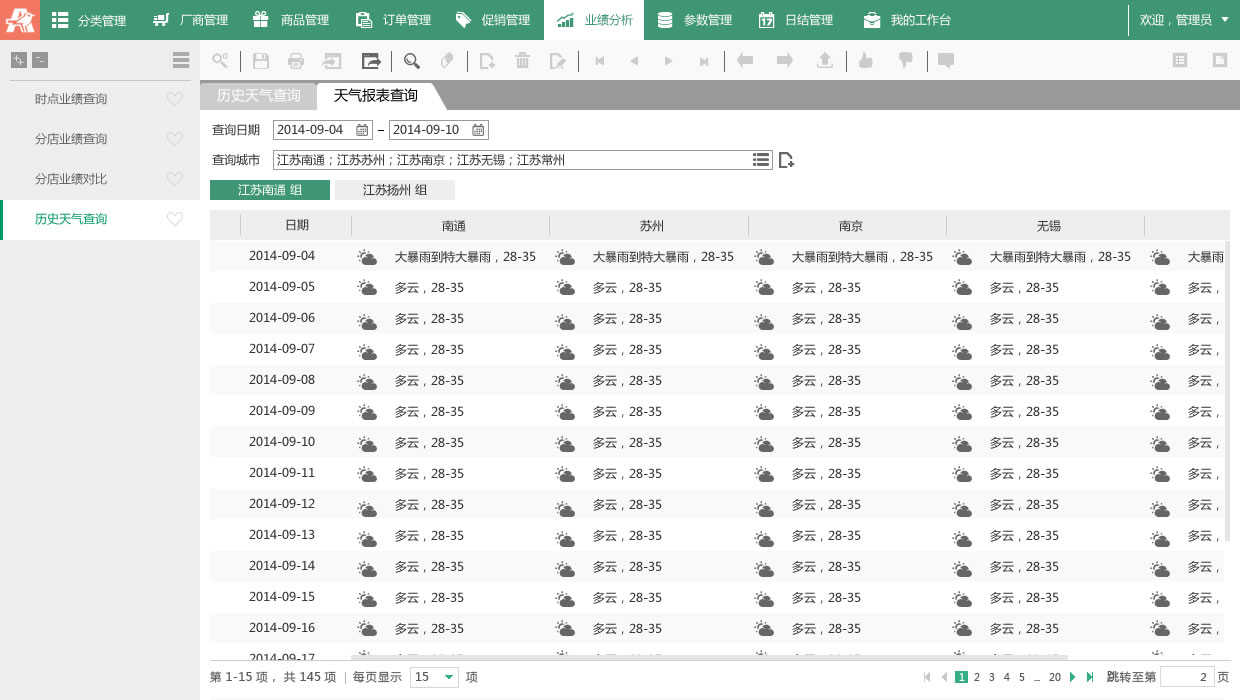 分类管理 厂商管理 商品管理 订单管理 促销管理 业绩分析 参数管理 日结管理 我的工作台 欢迎，管理员
时点业绩查询
分店业绩查询
分店业绩对比
历史天气查询
历史天气查询 天气报表查询
查询日期 2014-09-04 – 2014-09-10
查询城市 江苏南通；江苏苏州；江苏南京；江苏无锡；江苏常州
江苏南通 组 江苏扬州 组
日期 南通 苏州 南京 无锡
2014-09-04 大暴雨到特大暴雨，28-35 大暴雨到特大暴雨，28-35 大暴雨到特大暴雨，28-35 大暴雨到特大暴雨，28-35 大暴雨
2014-09-05 多云，28-35 多云，28-35 多云，28-35 多云，28-35 多云，
2014-09-06 多云，28-35 多云，28-35 多云，28-35 多云，28-35 多云，
2014-09-07 多云，28-35 多云，28-35 多云，28-35 多云，28-35 多云，
2014-09-08 多云，28-35 多云，28-35 多云，28-35 多云，28-35 多云，
2014-09-09 多云，28-35 多云，28-35 多云，28-35 多云，28-35 多云，
2014-09-10 多云，28-35 多云，28-35 多云，28-35 多云，28-35 多云，
2014-09-11 多云，28-35 多云，28-35 多云，28-35 多云，28-35 多云，
2014-09-12 多云，28-35 多云，28-35 多云，28-35 多云，28-35 多云，
2014-09-13 多云，28-35 多云，28-35 多云，28-35 多云，28-35 多云，
2014-09-14 多云，28-35 多云，28-35 多云，28-35 多云，28-35 多云，
2014-09-15 多云，28-35 多云，28-35 多云，28-35 多云，28-35 多云，
2014-09-16 多云，28-35 多云，28-35 多云，28-35 多云，28-35 多云，
2014-09-17
第 1-15 项，共 145 项 | 每页显示 15 项 1 2 3 4 5 ... 20 跳转至第 2 页